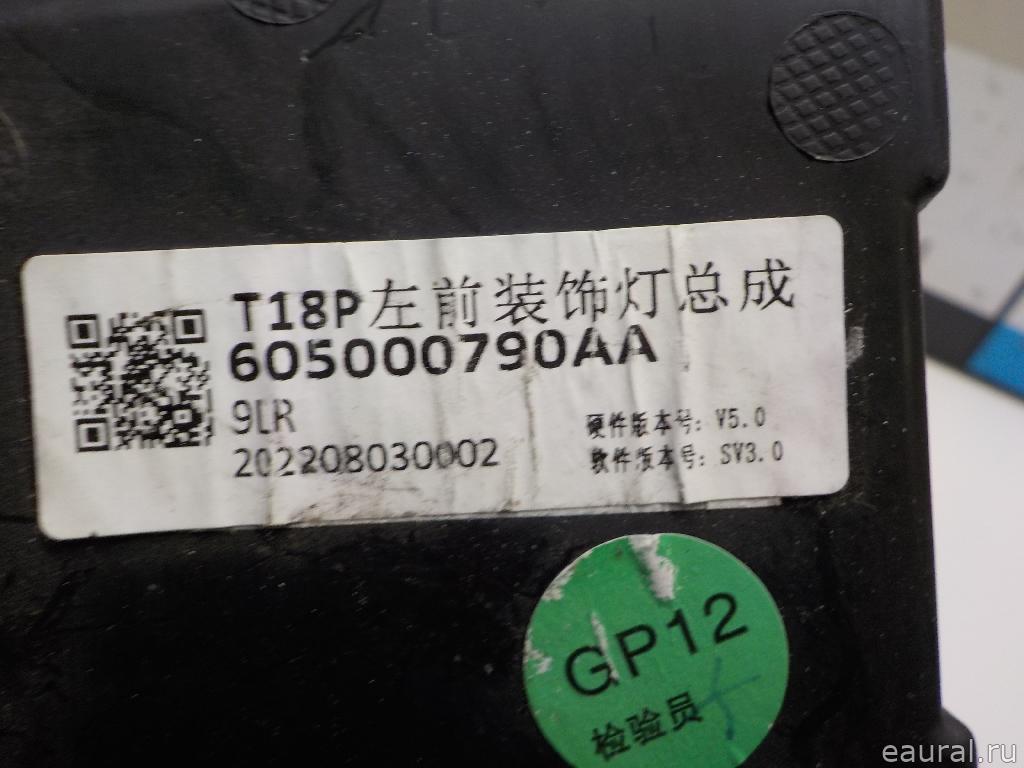 T18P左前装饰灯总成
605000790AA
9LR
202208030002
硬件版本号: V5.0
软件版本号: SV3.0
GP12
检验员
eaural.ru